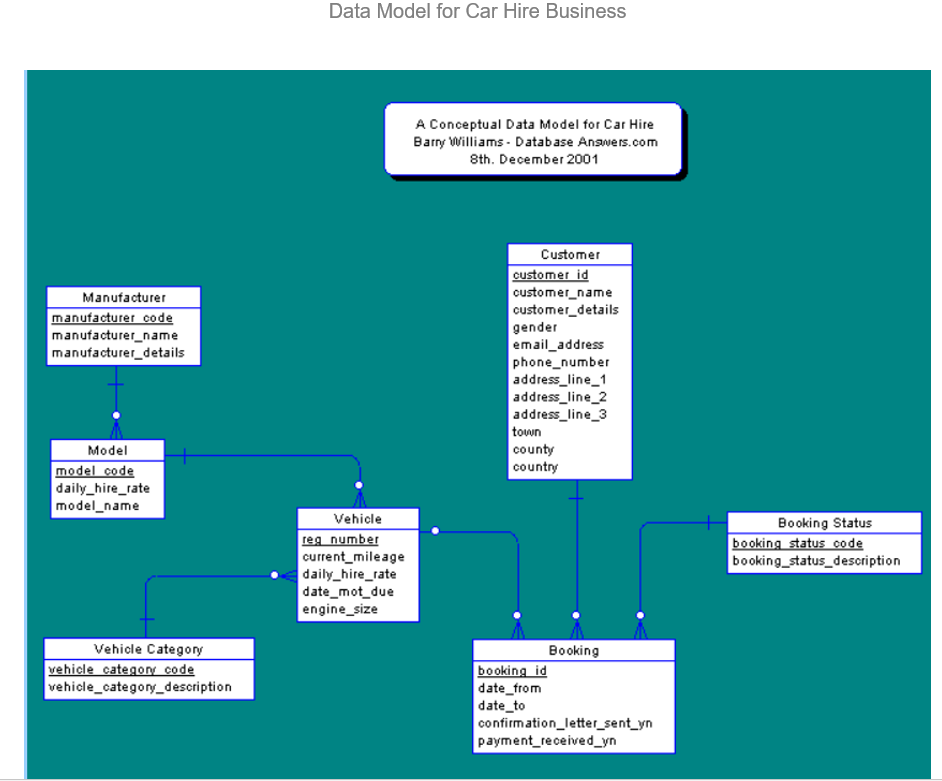 Data Model for Car Hire Business
A Conceptual Data Model for Car Hire
Barry Williams - Database Answers.com
8th. December 2001
Customer
customer_id
customer_name
customer_details
gender
email_address
phone_number
address_line_1
address_line_2
address_line_3
town
county
country
Manufacturer
manufacturer_code
manufacturer_name
manufacturer_details
Model
model_code
daily_hire_rate
model_name
Vehicle
reg_number
current_mileage
daily_hire_rate
date_mot_due
engine_size
Booking Status
booking_status_code
booking_status_description
Vehicle Category
vehicle_category_code
vehicle_category_description
Booking
booking_id
date_from
date_to
confirmation_letter_sent_yn
payment_received_yn